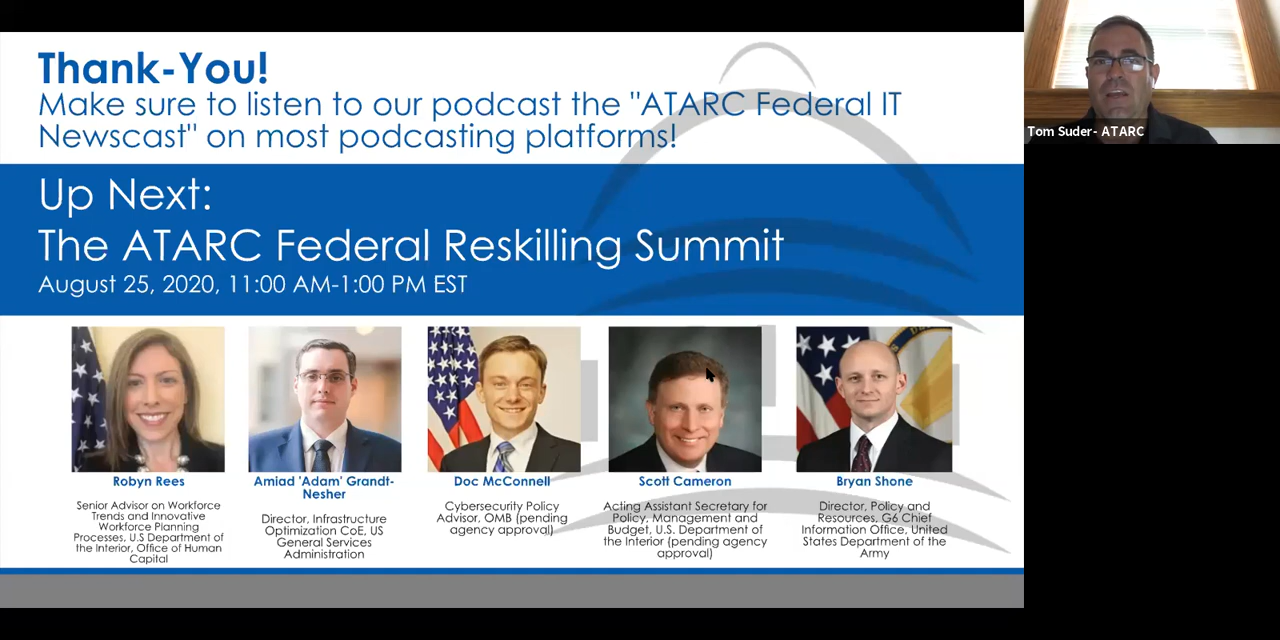 Thank-You!
Make sure to listen to our podcast the "ATARC Federal IT
Newscast" on most podcasting platforms!
Up Next:
The ATARC Federal Reskilling Summit
August 25, 2020, 11:00 AM-1:00 PM EST
Robyn Rees
Senior Advisor on Workforce
Trends and Innovative
Workforce Planning
Processes, U.S Department of
the Interior, Office of Human
Capital
Amiad 'Adam' Grandt-
Nesher
Director, Infrastructure
Optimization CoE, US
General Services
Administration
Doc McConnell
Cybersecurity Policy
Advisor, OMB (pending
agency approval)
Scott Cameron
Acting Assistant Secretary for
Policy, Management and
Budget, U.S. Department of
the Interior (pending agency
approval)
Bryan Shone
Director, Policy and
Resources, G6 Chief
Information Office, United
States Department of the
Army
Tom Suder- ATARC